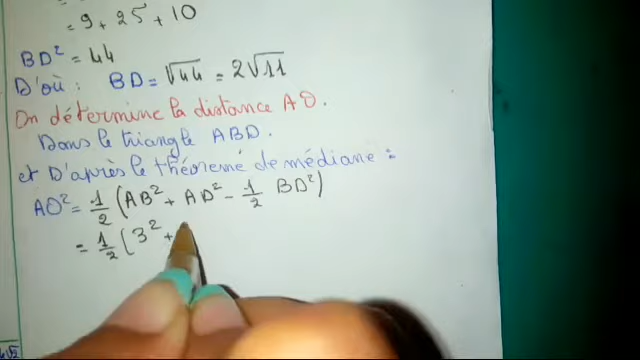 = 9 + 25 + 10
BD² = 44
D'où : BD = √44 = 2√11
On détermine la distance AO.
Dans le triangle ABD.
et D'après le théoreme de médiane :
AO² = 1/2 (AB² + AD² - 1/2 BD²)
= 1/2 (3² +